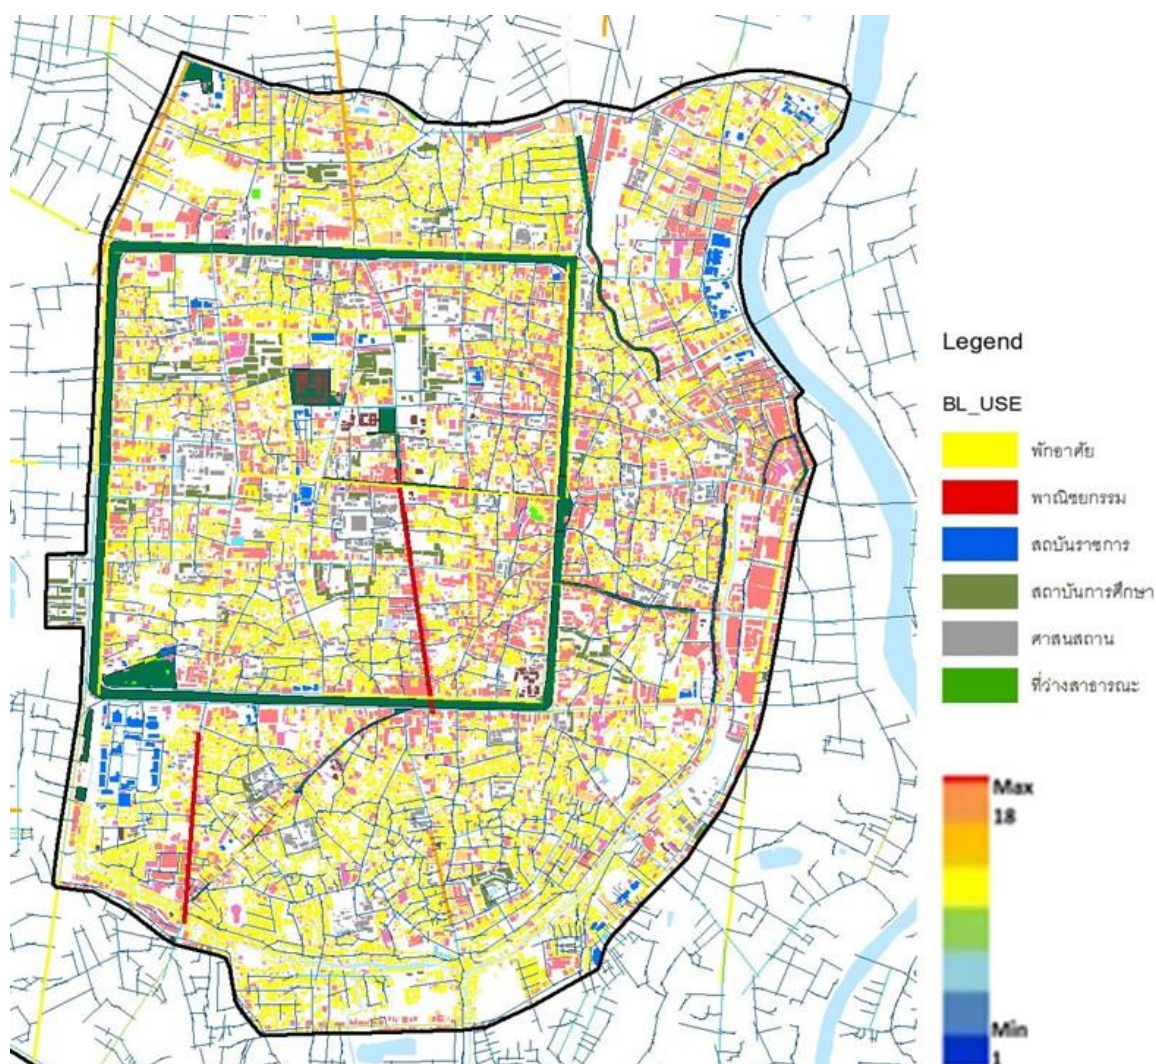 Legend
BL_USE
พักอาศัย
พาณิชยกรรม
สถบันราชการ
สถาบันการศึกษา
ศาสนสถาน
ที่ว่างสาธารณะ
Max
18
Min
1